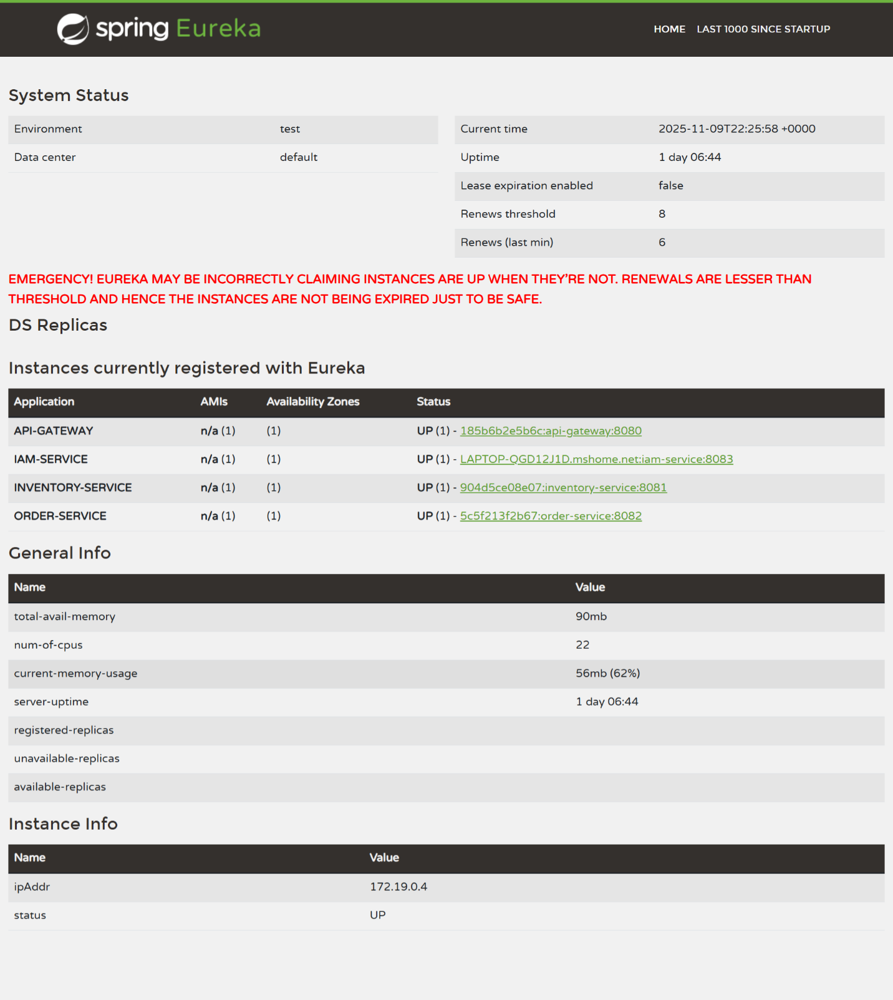 spring Eureka
HOME LAST 1000 SINCE STARTUP
System Status
Environment test
Data center default
Current time 2025-11-09T22:25:58 +0000
Uptime 1 day 06:44
Lease expiration enabled false
Renews threshold 8
Renews (last min) 6
EMERGENCY! EUREKA MAY BE INCORRECTLY CLAIMING INSTANCES ARE UP WHEN THEY'RE NOT. RENEWALS ARE LESSER THAN
THRESHOLD AND HENCE THE INSTANCES ARE NOT BEING EXPIRED JUST TO BE SAFE.
DS Replicas
Instances currently registered with Eureka
Application AMIs Availability Zones Status
API-GATEWAY n/a (1) (1) UP (1) - 185b6b2e5b6c:api-gateway:8080
IAM-SERVICE n/a (1) (1) UP (1) - LAPTOP-QGD12J1D.mshome.net:iam-service:8083
INVENTORY-SERVICE n/a (1) (1) UP (1) - 904d5ce08e07:inventory-service:8081
ORDER-SERVICE n/a (1) (1) UP (1) - 5c5f213f2b67:order-service:8082
General Info
Name Value
total-avail-memory 90mb
num-of-cpus 22
current-memory-usage 56mb (62%)
server-uptime 1 day 06:44
registered-replicas
unavailable-replicas
available-replicas
Instance Info
Name Value
ipAddr 172.19.0.4
status UP